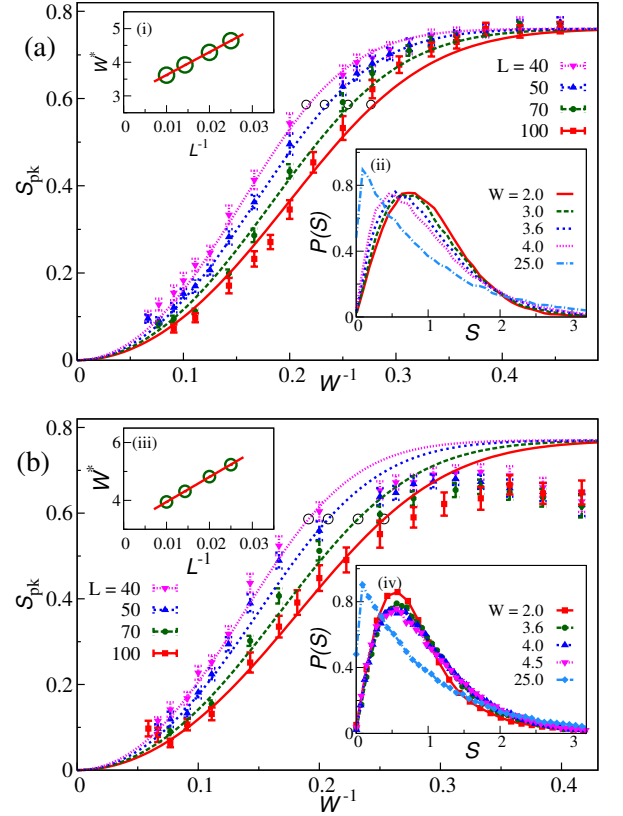 (a)
0.8
0.6
0.4
0.2
0
S_pk
0.1
0.2
0.3
0.4
W^-1
(i)
W*
5
4
3
0
0.01
0.02
0.03
L^-1
L = 40
50
70
100
(ii)
P(S)
0.8
0.4
0
0
1
2
3
S
W = 2.0
3.0
3.6
4.0
25.0
(b)
0.8
0.6
0.4
0.2
0
S_pk
0
0.1
0.2
0.3
0.4
W^-1
(iii)
W*
6
4
0
0.01
0.02
0.03
L^-1
L = 40
50
70
100
(iv)
P(S)
0.8
0.4
0
0
1
2
3
S
W = 2.0
3.6
4.0
4.5
25.0